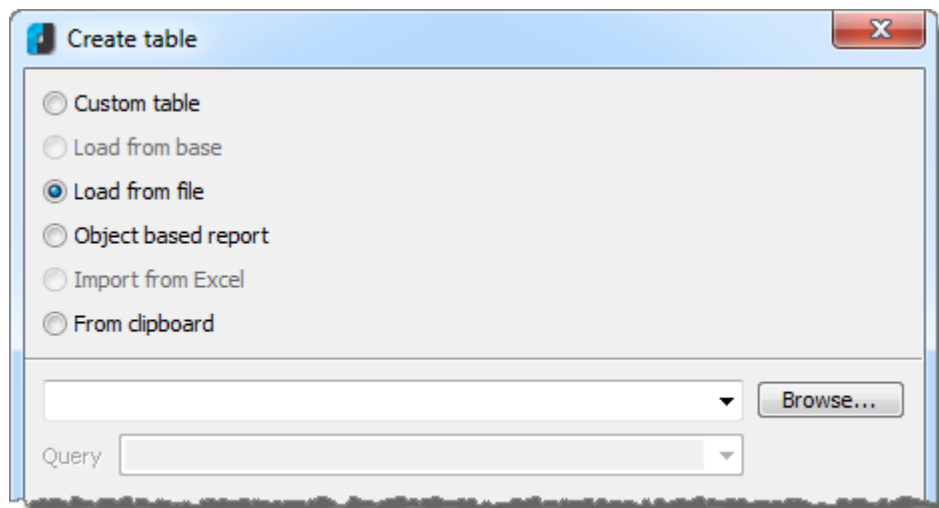 Create table
Custom table
Load from base
Load from file
Object based report
Import from Excel
From clipboard
Browse...
Query